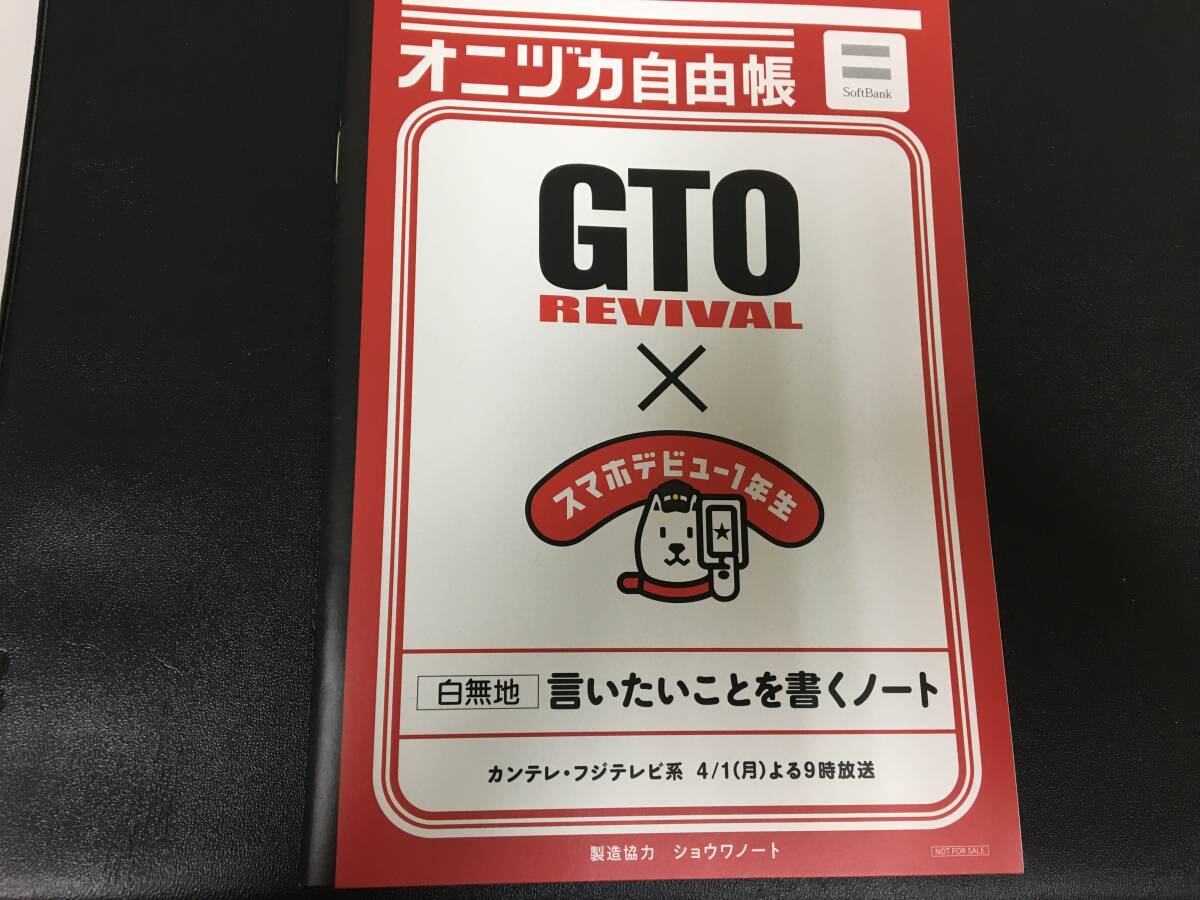 オニヅカ自由帳
SoftBank
GTO
REVIVAL
×
スマホデビュー1年生
白無地 言いたいことを書くノート
カンテレ・フジテレビ系 4/1(月)よる9時放送
製造協力 ショウワノート
NOT FOR SALE